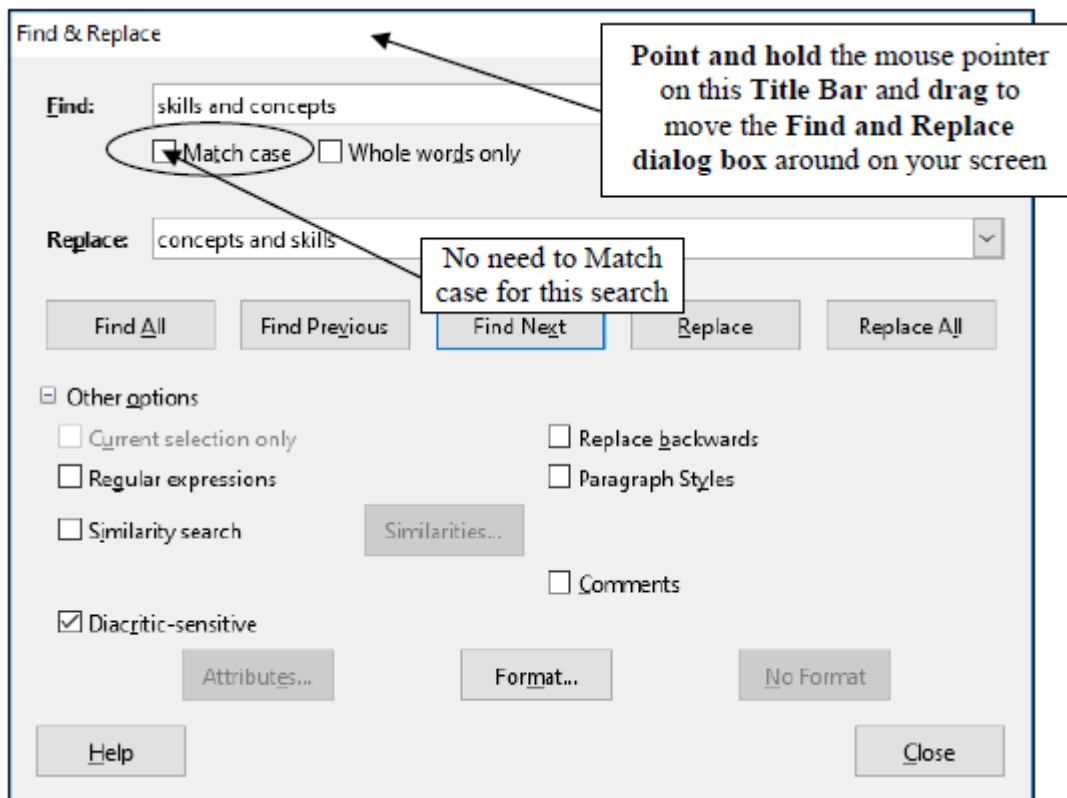 Find & Replace
Point and hold the mouse pointer
on this Title Bar and drag to
move the Find and Replace
dialog box around on your screen
Find: skills and concepts
Match case Whole words only
Replace: concepts and skills
No need to Match
case for this search
Find All Find Previous Find Next Replace Replace All
Other options
Current selection only Replace backwards
Regular expressions Paragraph Styles
Similarity search Similarities...
Comments
Diacritic-sensitive
Attributes... Format... No Format
Help Close